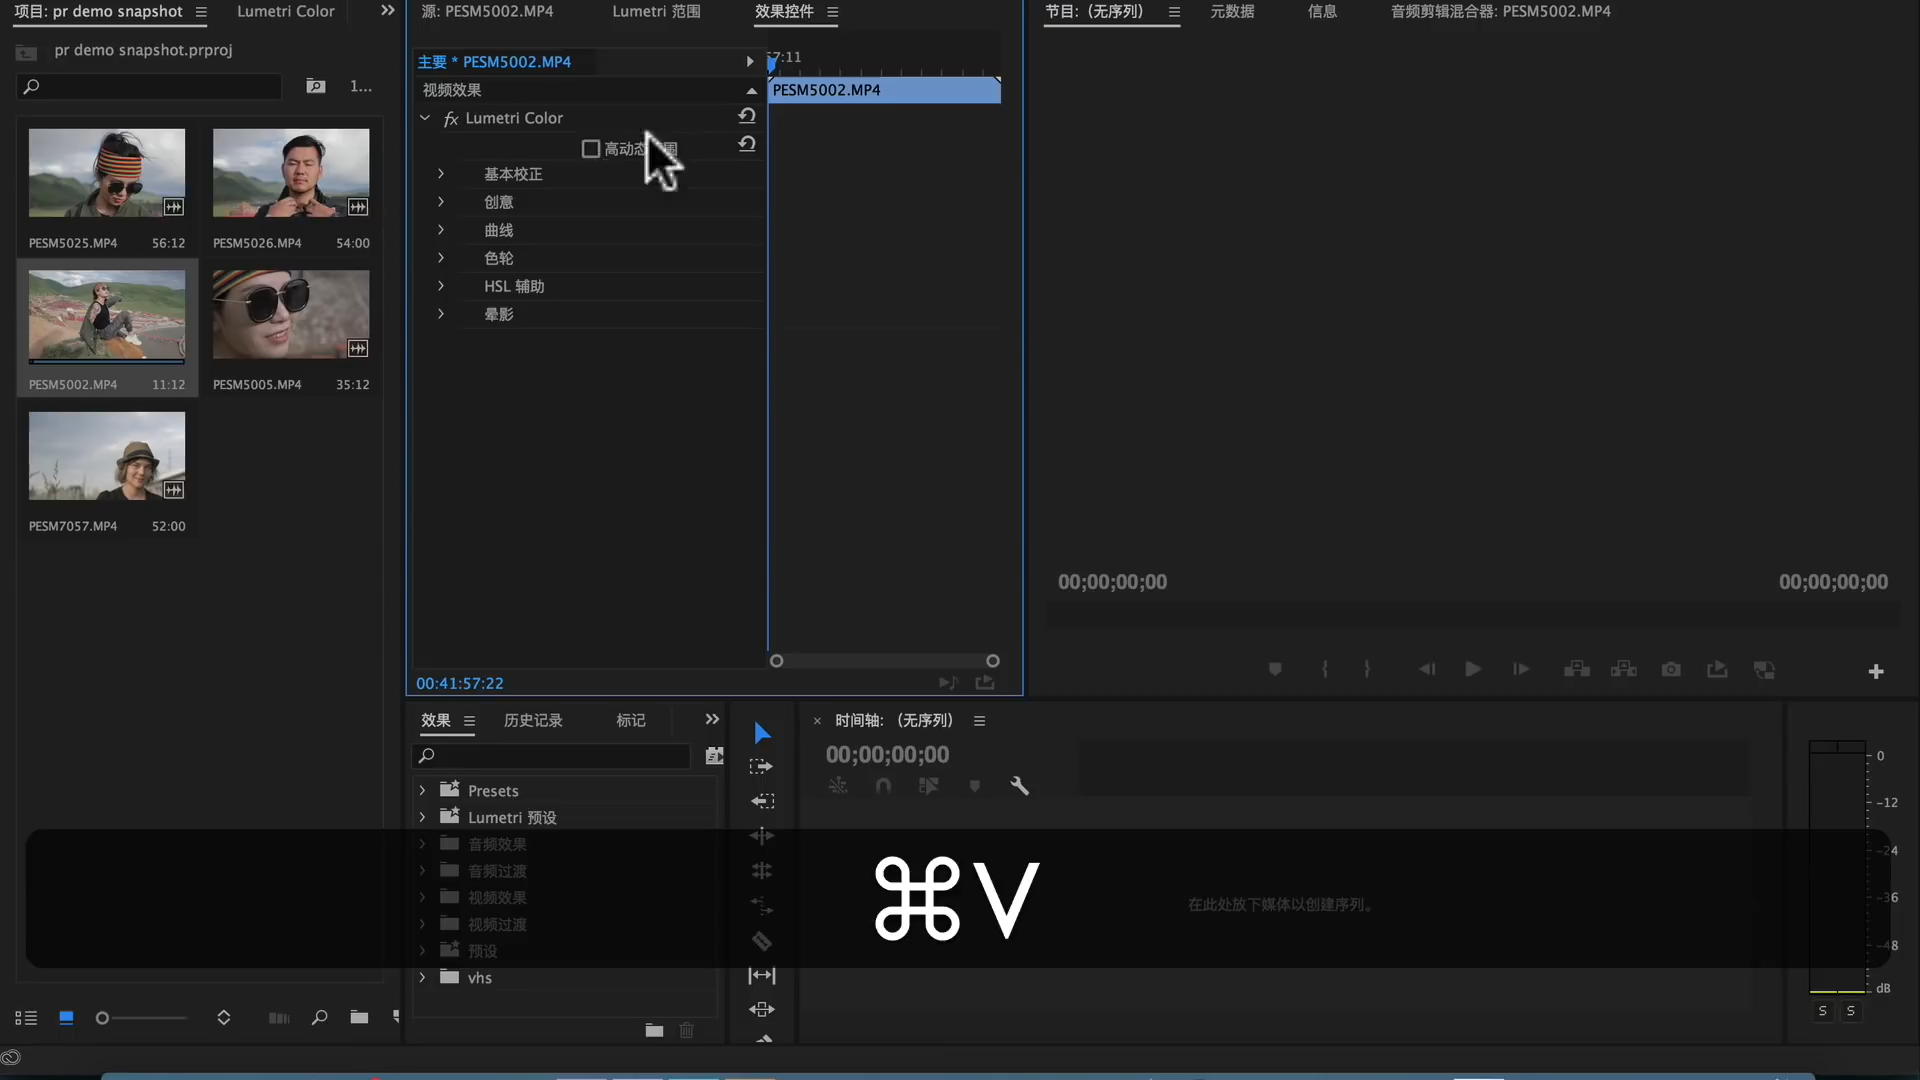 项目: pr demo snapshot
Lumetri Color
pr demo snapshot.prproj
1...
PESM5025.MP4 56:12
PESM5026.MP4 54:00
PESM5002.MP4 11:12
PESM5005.MP4 35:12
PESM7057.MP4 52:00
源: PESM5002.MP4
Lumetri 范围
效果控件
主要 * PESM5002.MP4
视频效果
fx Lumetri Color
高动态
基本校正
创意
曲线
色轮
HSL 辅助
晕影
57:11
PESM5002.MP4
00:41:57:22
节目: (无序列)
元数据
信息
音频剪辑混合器: PESM5002.MP4
00;00;00;00
00;00;00;00
效果
历史记录
标记
Presets
Lumetri 预设
音频效果
音频过渡
视频效果
视频过渡
预设
vhs
时间轴: (无序列)
00;00;00;00
⌘V
在此处放下媒体以创建序列。
0
-12
-24
-36
-48
dB
S S